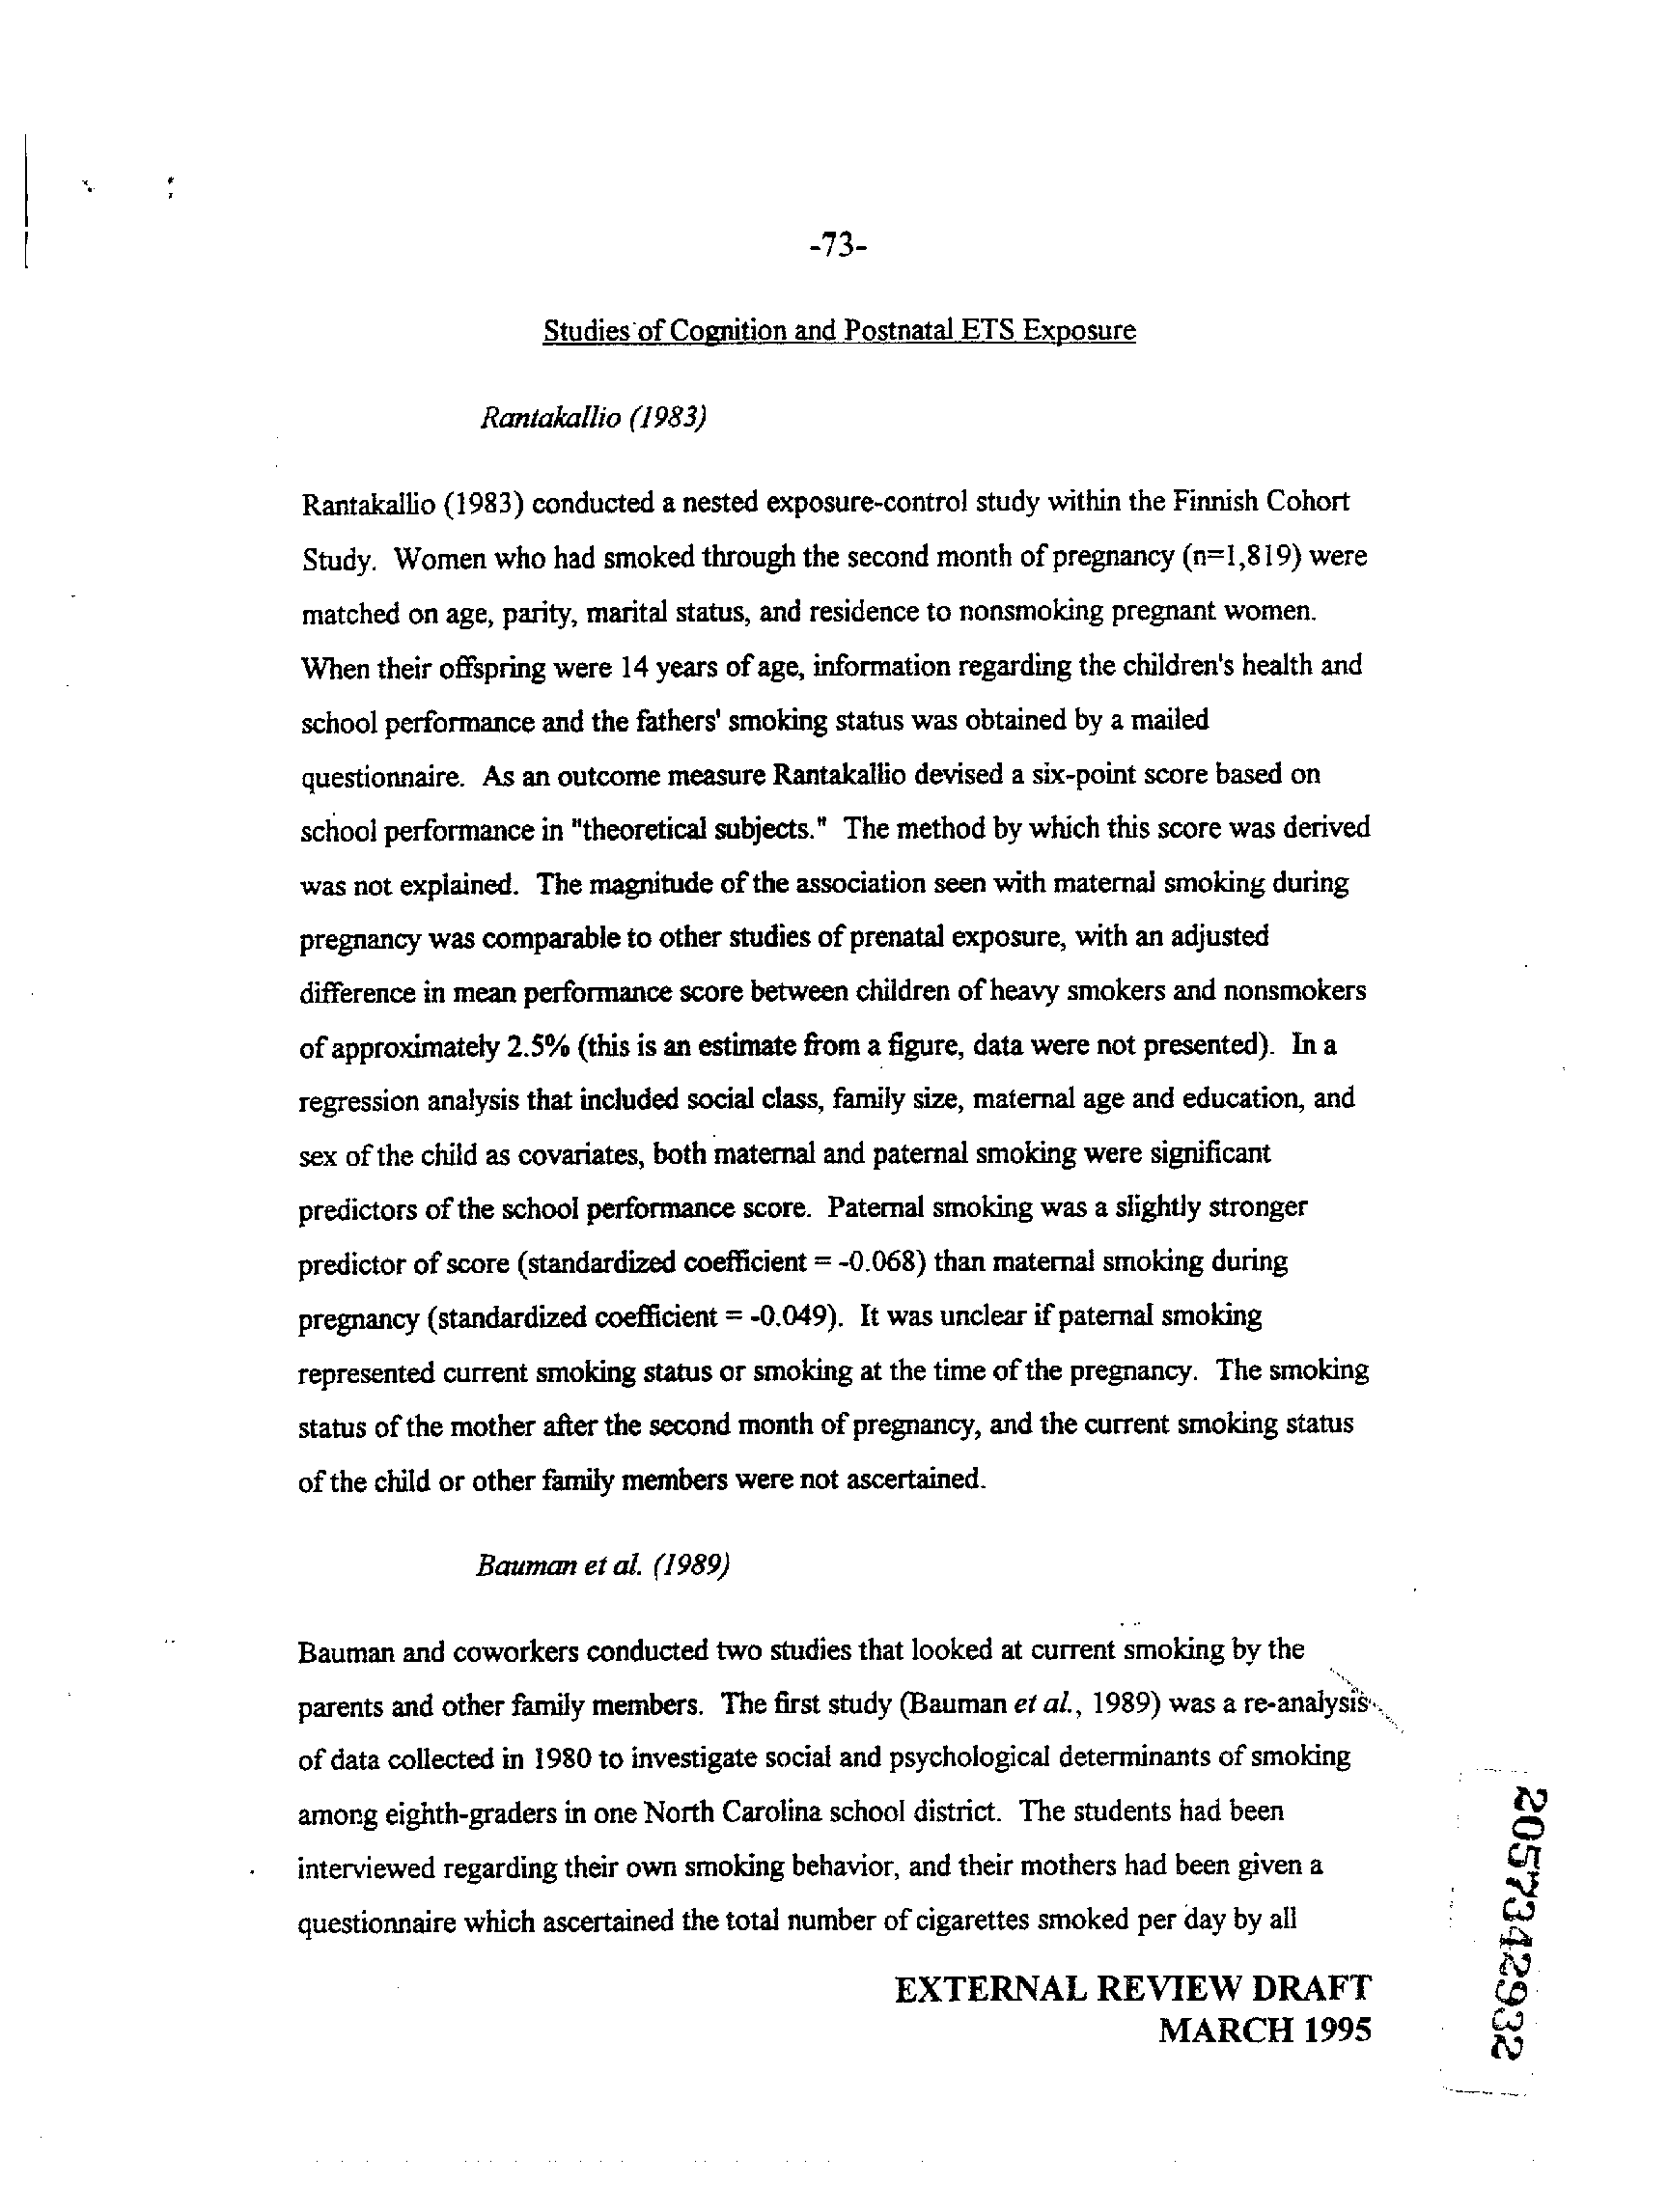 -73-
Studies of Cognition and Postnatal ETS Exposure
Rantakallio (1983)
Rantakallio (1983) conducted a nested exposure-control study within the Finnish Cohort
Study.  Women who had smoked through the second month of pregnancy (n=1,819) were
matched on age, parity, marital status, and residence to nonsmoking pregnant women.
When their offspring were 14 years of age, information regarding the children's health and
school performance and the fathers' smoking status was obtained by a mailed
questionnaire.  As an outcome measure Rantakallio devised a six-point score based on
school performance in "theoretical subjects."  The method by which this score was derived
was not explained.  The magnitude of the association seen with maternal smoking during
pregnancy was comparable to other studies of prenatal exposure, with an adjusted
difference in mean performance score between children of heavy smokers and nonsmokers
of approximately 2.5% (this is an estimate from a figure, data were not presented).  In a
regression analysis that included social class, family size, maternal age and education, and
sex of the child as covariates, both maternal and paternal smoking were significant
predictors of the school performance score.  Paternal smoking was a slightly stronger
predictor of score (standardized coefficient = -0.068) than maternal smoking during
pregnancy (standardized coefficient = -0.049).  It was unclear if paternal smoking
represented current smoking status or smoking at the time of the pregnancy.  The smoking
status of the mother after the second month of pregnancy, and the current smoking status
of the child or other family members were not ascertained.
Bauman et al. (1989)
Bauman and coworkers conducted two studies that looked at current smoking by the
parents and other family members.  The first study (Bauman et al., 1989) was a re-analysis
of data collected in 1980 to investigate social and psychological determinants of smoking
among eighth-graders in one North Carolina school district.  The students had been
interviewed regarding their own smoking behavior, and their mothers had been given a
questionnaire which ascertained the total number of cigarettes smoked per day by all
EXTERNAL REVIEW DRAFT
MARCH 1995
2057342932